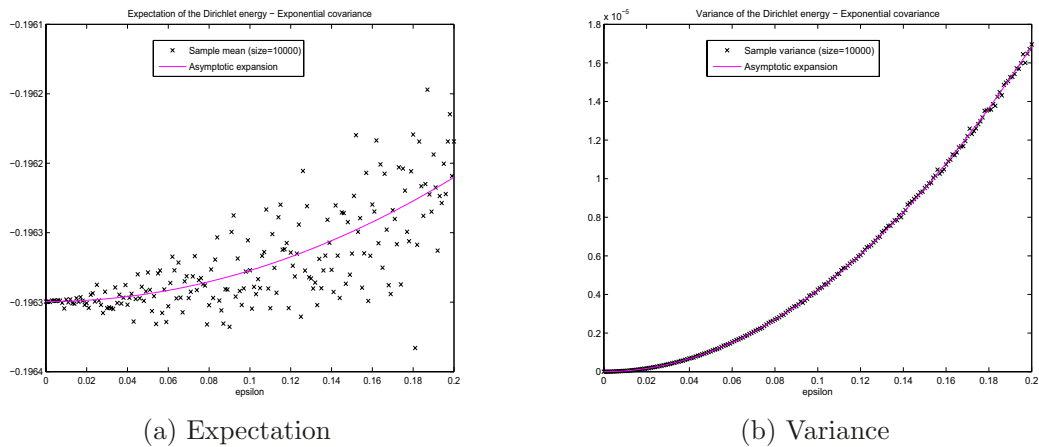 Expectation of the Dirichlet energy − Exponential covariance
−0.1961
−0.1962
−0.1962
−0.1963
−0.1963
−0.1964
Sample mean (size=10000)
Asymptotic expansion
0 0.02 0.04 0.06 0.08 0.1 0.12 0.14 0.16 0.18 0.2
epsilon
(a) Expectation
x 10⁻⁵
Variance of the Dirichlet energy − Exponential covariance
1.8
1.6
1.4
1.2
1
0.8
0.6
0.4
0.2
0
Sample variance (size=10000)
Asymptotic expansion
0 0.02 0.04 0.06 0.08 0.1 0.12 0.14 0.16 0.18 0.2
epsilon
(b) Variance